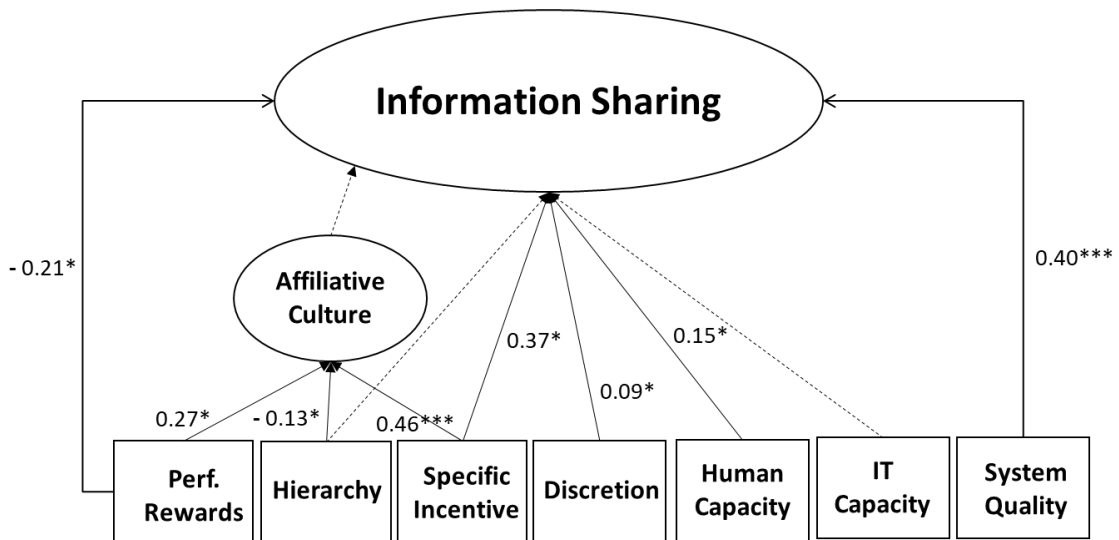 Information Sharing
- 0.21*
0.40***
Affiliative
Culture
0.37*
0.15*
0.09*
0.27*
- 0.13*
0.46***
Perf.
Rewards
Hierarchy
Specific
Incentive
Discretion
Human
Capacity
IT
Capacity
System
Quality